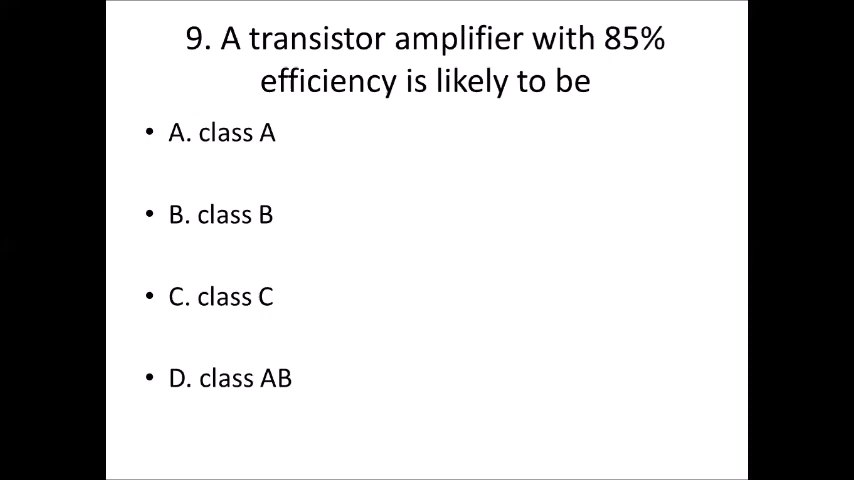 9. A transistor amplifier with 85%
efficiency is likely to be
• A. class A
• B. class B
• C. class C
• D. class AB